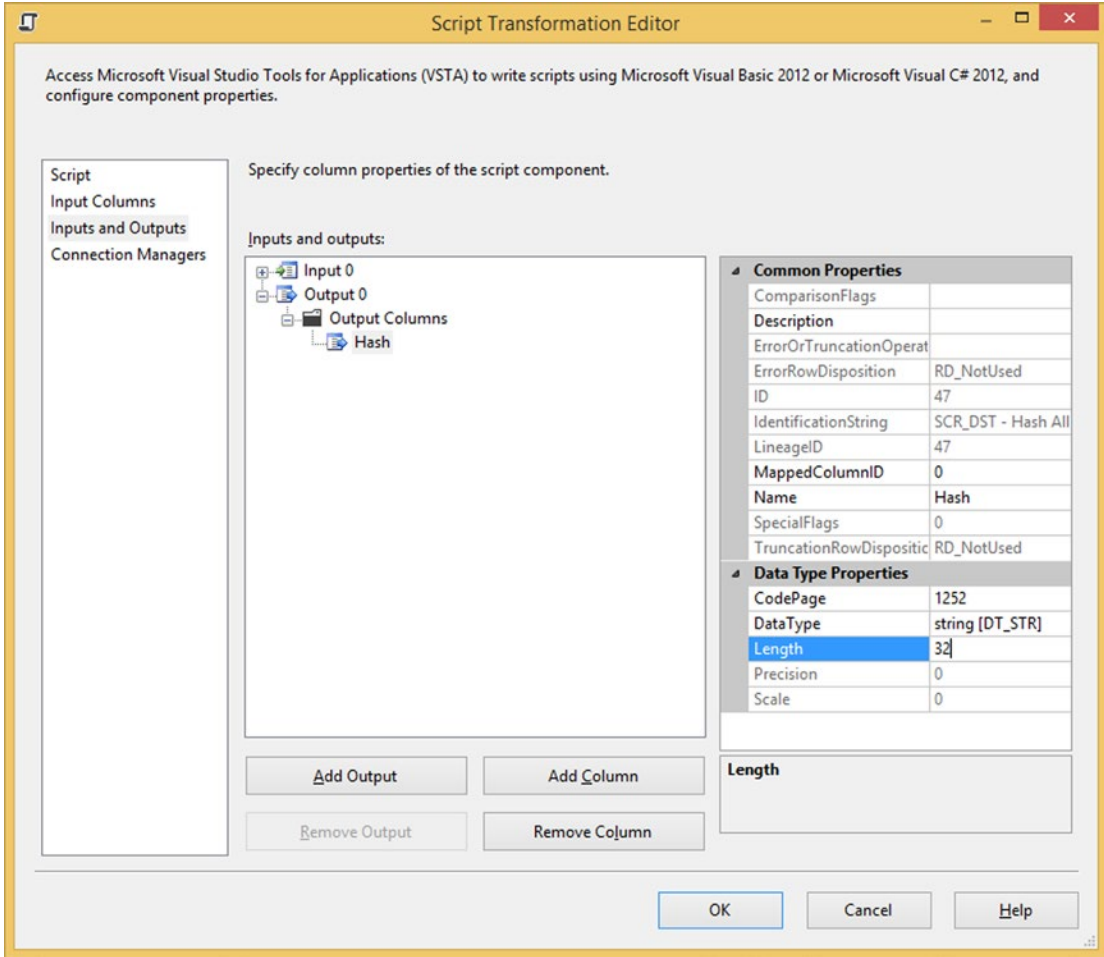 Script Transformation Editor
Access Microsoft Visual Studio Tools for Applications (VSTA) to write scripts using Microsoft Visual Basic 2012 or Microsoft Visual C# 2012, and
configure component properties.
Script
Input Columns
Inputs and Outputs
Connection Managers
Specify column properties of the script component.
Inputs and outputs:
Input 0
Output 0
Output Columns
Hash
Common Properties
ComparisonFlags
Description
ErrorOrTruncationOperat
ErrorRowDisposition RD_NotUsed
ID 47
IdentificationString SCR_DST - Hash All
LineageID 47
MappedColumnID 0
Name Hash
SpecialFlags 0
TruncationRowDispositic RD_NotUsed
Data Type Properties
CodePage 1252
DataType string [DT_STR]
Length 32
Precision 0
Scale 0
Length
Add Output Add Column
Remove Output Remove Column
OK Cancel Help